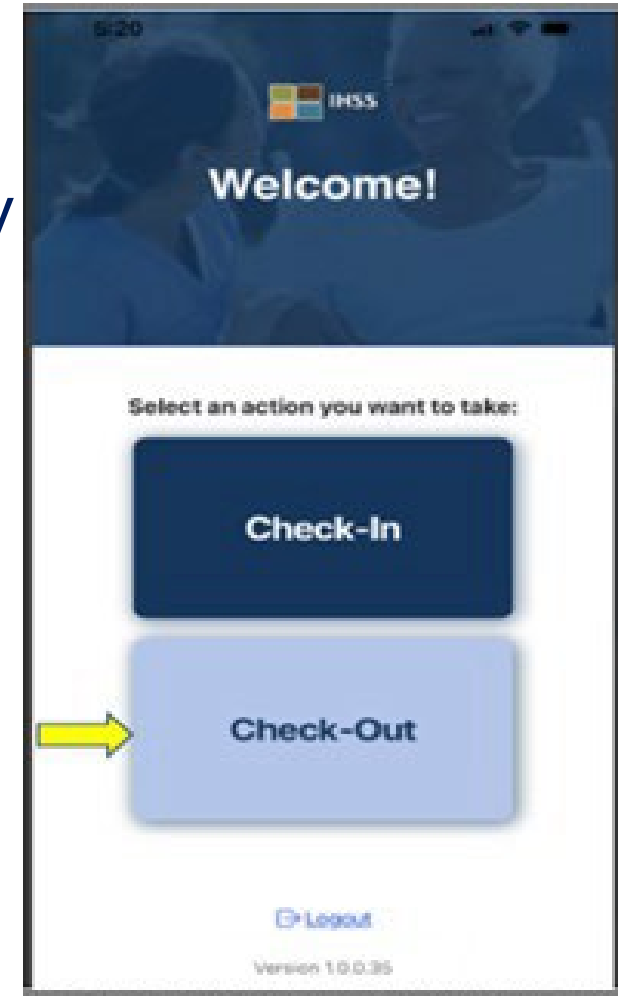 5:20
IHSS
Welcome!
y
Select an action you want to take:
Check-In
Check-Out
Logout
Version 1.0.0.35